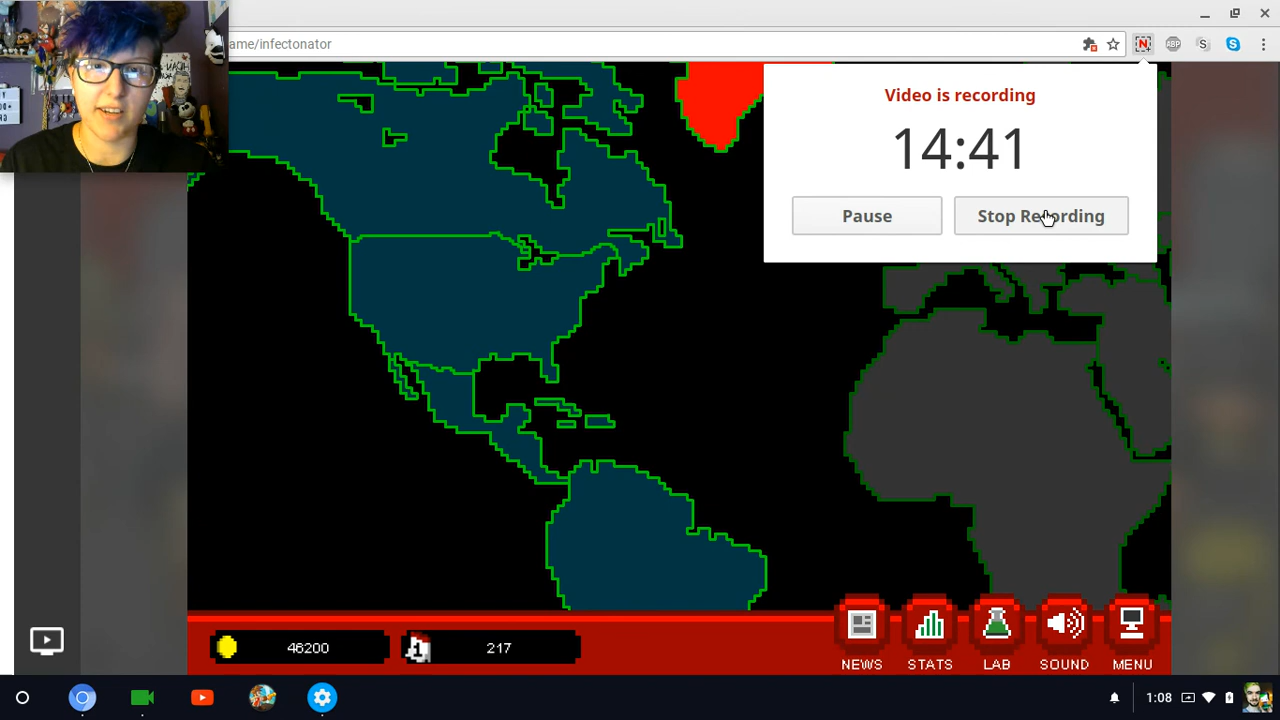 ame/infectonator
N
ABP
S
Video is recording
14:41
Pause
Stop Recording
46200
217
NEWS
STATS
LAB
SOUND
MENU
1:08